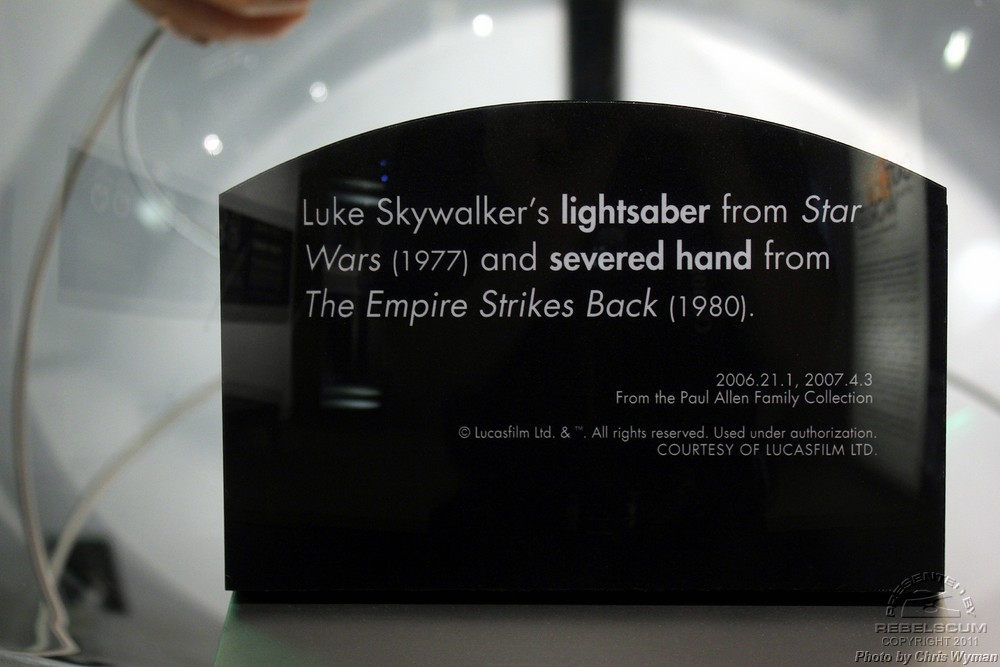 Luke Skywalker's lightsaber from Star
Wars (1977) and severed hand from
The Empire Strikes Back (1980).
2006.21.1, 2007.4.3
From the Paul Allen Family Collection
© Lucasfilm Ltd. & ™. All rights reserved. Used under authorization.
COURTESY OF LUCASFILM LTD.
PRESENTED BY
REBELSCUM
COPYRIGHT 2011
Photo by Chris Wyman